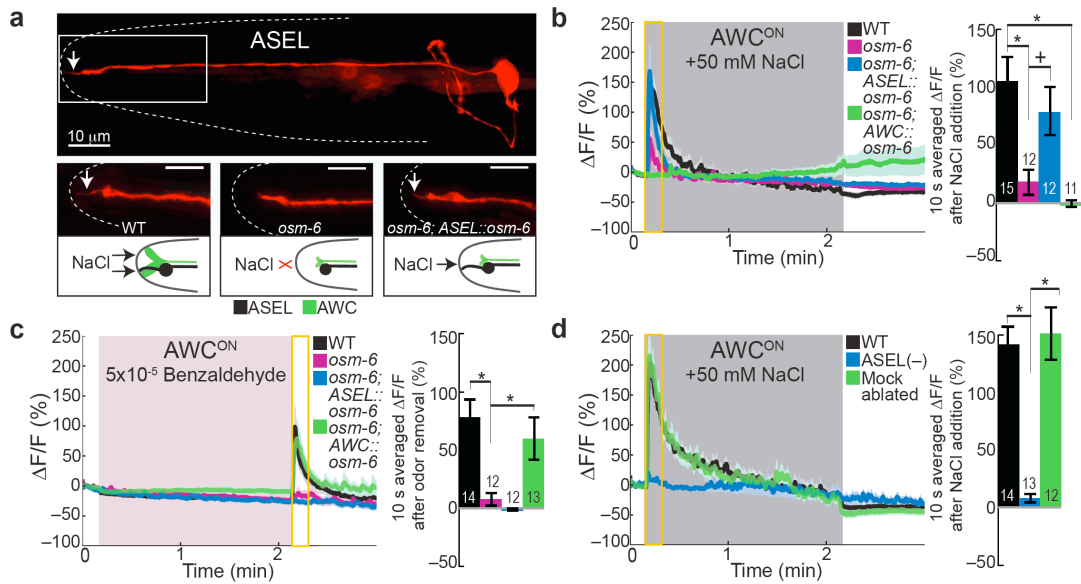 a
ASEL
10 μm
WT
osm-6
osm-6; ASEL::osm-6
NaCl
NaCl
X
NaCl
ASEL
AWC
b
250
200
150
100
50
0
−50
−100
ΔF/F (%)
AWCᴼᴺ
+50 mM NaCl
WT
osm-6
osm-6;
ASEL::
osm-6
osm-6;
AWC::
osm-6
0
1
2
Time (min)
10 s averaged ΔF/F
after NaCl addition (%)
150
100
50
0
−50
*
*
+
15
12
12
11
c
250
200
150
100
50
0
−50
−100
ΔF/F (%)
AWCᴼᴺ
5x10⁻⁵ Benzaldehyde
WT
osm-6
osm-6;
ASEL::
osm-6
osm-6;
AWC::
osm-6
0
1
2
Time (min)
10 s averaged ΔF/F
after odor removal (%)
150
100
50
0
−50
*
*
14
12
12
13
d
250
200
150
100
50
0
−50
−100
ΔF/F (%)
AWCᴼᴺ
+50 mM NaCl
WT
ASEL(−)
Mock
ablated
0
1
2
Time (min)
10 s averaged ΔF/F
after NaCl addition (%)
150
100
50
0
−50
*
*
14
13
12